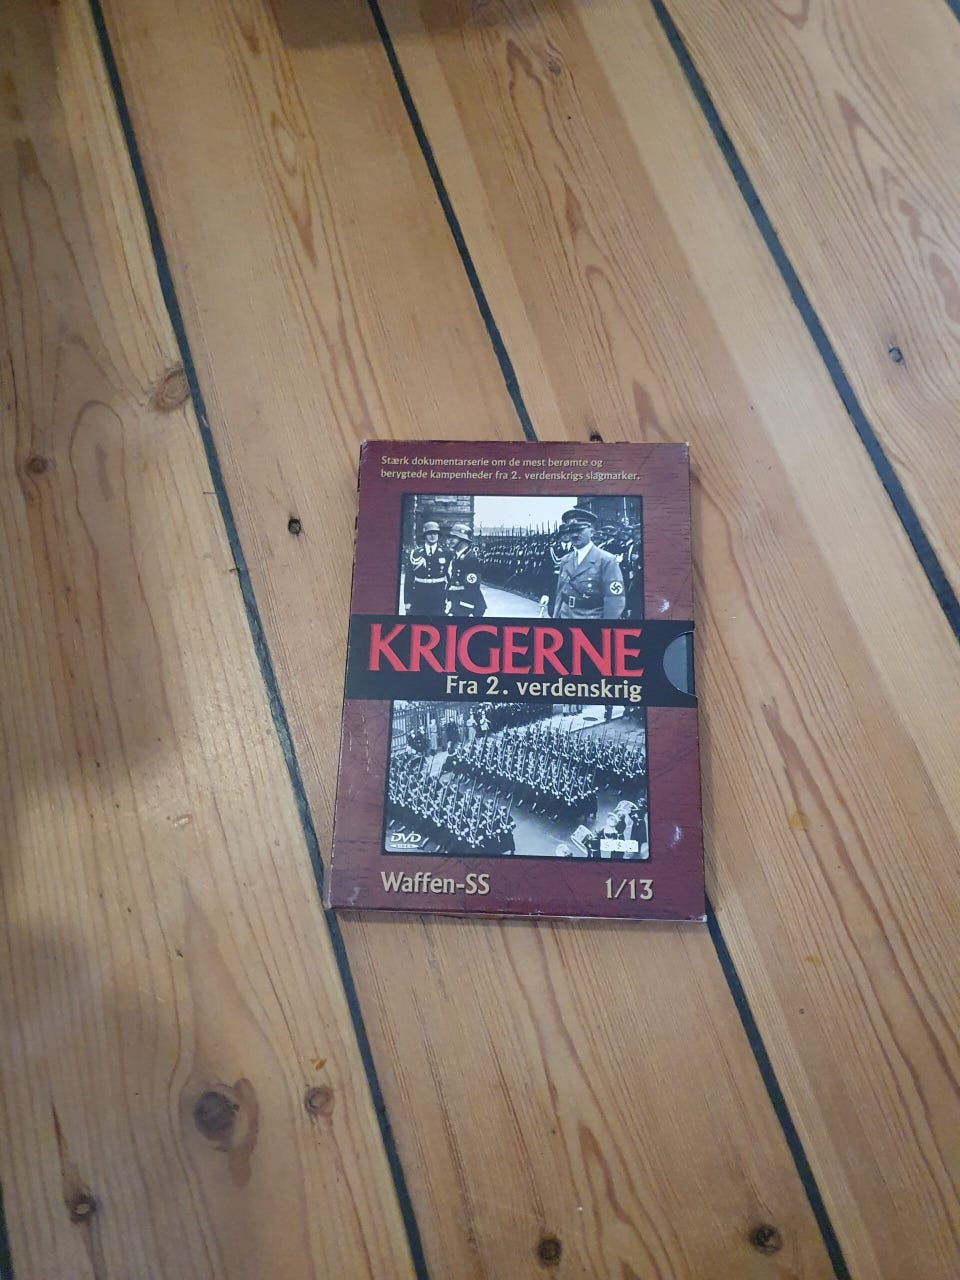 Stærk dokumentarserie om de mest berømte og
berygtede kampenheder fra 2. verdenskrigs slagmarker.
KRIGERNE
Fra 2. verdenskrig
DVD
VIDEO
Waffen-SS
1/13